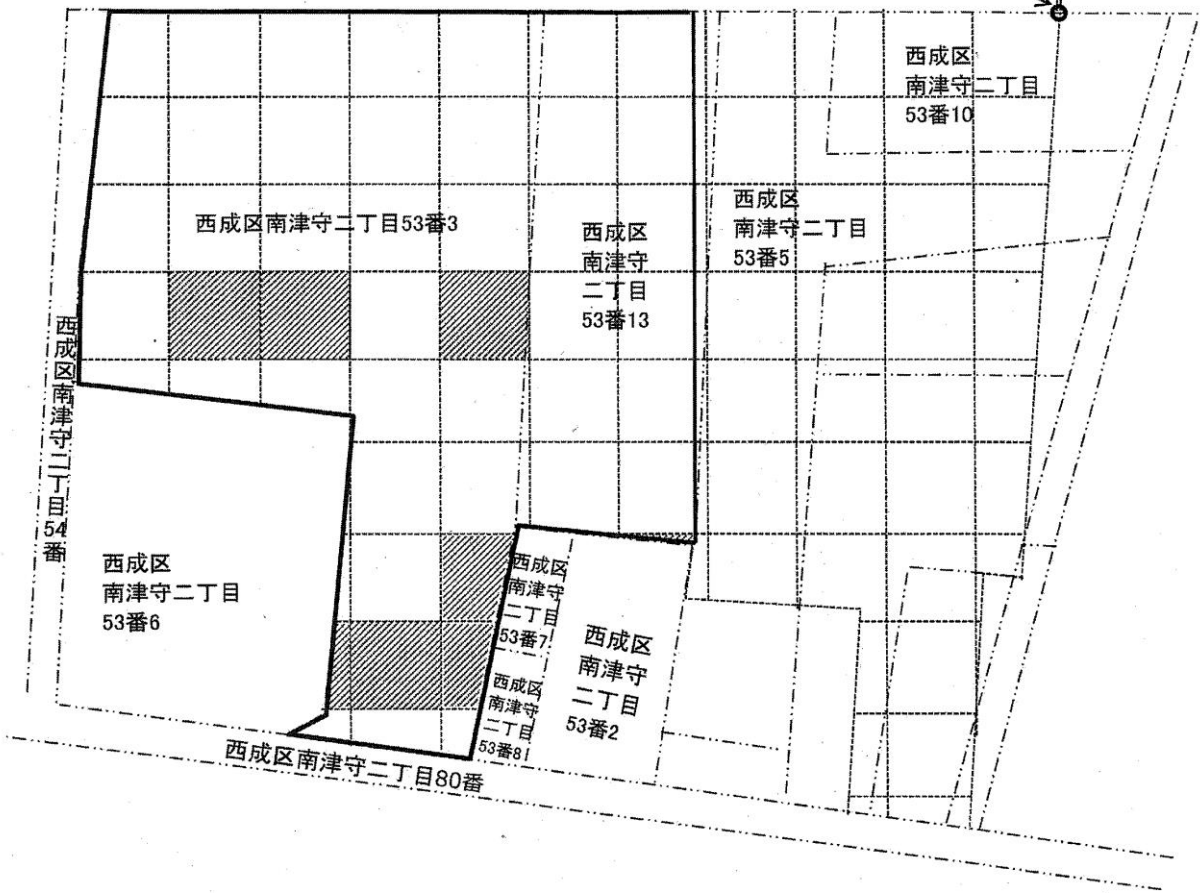 西成区
南津守二丁目
53番10
西成区南津守二丁目53番3
西成区
南津守
二丁目
53番13
西成区
南津守二丁目
53番5
西成区南津守二丁目54番
西成区
南津守二丁目
53番6
西成区
南津守
二丁目
53番7
西成区
南津守
二丁目
53番8
西成区
南津守
二丁目
53番2
西成区南津守二丁目80番